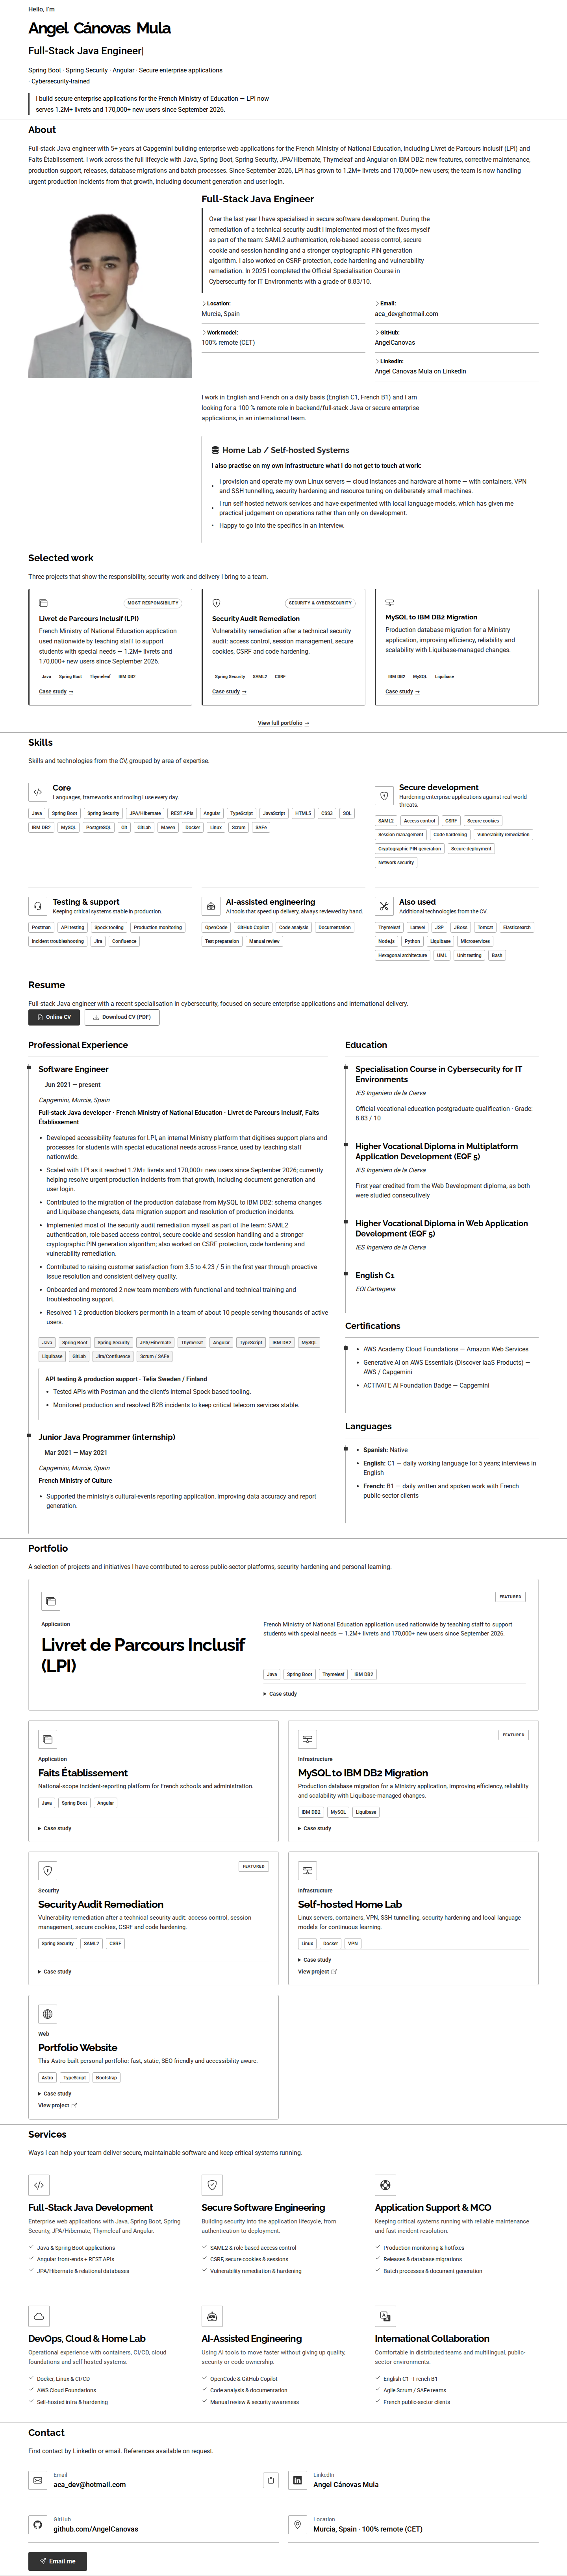 Hello, I'm
Angel Cánovas Mula
Full-Stack Java Engineer|
Spring Boot · Spring Security · Angular · Secure enterprise applications
· Cybersecurity-trained
I build secure enterprise applications for the French Ministry of Education — LPI now
serves 1.2M+ livrets and 170,000+ new users since September 2026.
About
Full-stack Java engineer with 5+ years at Capgemini building enterprise web applications for the French Ministry of National Education, including Livret de Parcours Inclusif (LPI) and
Faits Établissement. I work across the full lifecycle with Java, Spring Boot, Spring Security, JPA/Hibernate, Thymeleaf and Angular on IBM DB2: new features, corrective maintenance,
production support, releases, database migrations and batch processes. Since September 2026, LPI has grown to 1.2M+ livrets and 170,000+ new users; the team is now handling
urgent production incidents from that growth, including document generation and user login.
Full-Stack Java Engineer
Over the last year I have specialised in secure software development. During the
remediation of a technical security audit I implemented most of the fixes myself
as part of the team: SAML2 authentication, role-based access control, secure
cookie and session handling and a stronger cryptographic PIN generation
algorithm. I also worked on CSRF protection, code hardening and vulnerability
remediation. In 2025 I completed the Official Specialisation Course in
Cybersecurity for IT Environments with a grade of 8.83/10.
Location:
Murcia, Spain
Email:
aca_dev@hotmail.com
Work model:
100% remote (CET)
GitHub:
AngelCanovas
LinkedIn:
Angel Cánovas Mula on LinkedIn
I work in English and French on a daily basis (English C1, French B1) and I am
looking for a 100 % remote role in backend/full-stack Java or secure enterprise
applications, in an international team.
Home Lab / Self-hosted Systems
I also practise on my own infrastructure what I do not get to touch at work:
• I provision and operate my own Linux servers — cloud instances and hardware at home — with containers, VPN
and SSH tunnelling, security hardening and resource tuning on deliberately small machines.
• I run self-hosted network services and have experimented with local language models, which has given me
practical judgement on operations rather than only on development.
• Happy to go into the specifics in an interview.
Selected work
Three projects that show the responsibility, security work and delivery I bring to a team.
MOST RESPONSIBILITY
Livret de Parcours Inclusif (LPI)
French Ministry of National Education application
used nationwide by teaching staff to support
students with special needs — 1.2M+ livrets and
170,000+ new users since September 2026.
Java Spring Boot Thymeleaf IBM DB2
Case study →
SECURITY & CYBERSECURITY
Security Audit Remediation
Vulnerability remediation after a technical security
audit: access control, session management, secure
cookies, CSRF and code hardening.
Spring Security SAML2 CSRF
Case study →
MySQL to IBM DB2 Migration
Production database migration for a Ministry
application, improving efficiency, reliability and
scalability with Liquibase-managed changes.
IBM DB2 MySQL Liquibase
Case study →
View full portfolio →
Skills
Skills and technologies from the CV, grouped by area of expertise.
Core
Languages, frameworks and tooling I use every day.
Java Spring Boot Spring Security JPA/Hibernate REST APIs Angular TypeScript JavaScript HTML5 CSS3 SQL
IBM DB2 MySQL PostgreSQL Git GitLab Maven Docker Linux Scrum SAFe
Secure development
Hardening enterprise applications against real-world
threats.
SAML2 Access control CSRF Secure cookies
Session management Code hardening Vulnerability remediation
Cryptographic PIN generation Secure deployment
Network security
Testing & support
Keeping critical systems stable in production.
Postman API testing Spock tooling Production monitoring
Incident troubleshooting Jira Confluence
AI-assisted engineering
AI tools that speed up delivery, always reviewed by hand.
OpenCode GitHub Copilot Code analysis Documentation
Test preparation Manual review
Also used
Additional technologies from the CV.
Thymeleaf Laravel JSP JBoss Tomcat Elasticsearch
Node.js Python Liquibase Microservices
Hexagonal architecture UML Unit testing Bash
Resume
Full-stack Java engineer with a recent specialisation in cybersecurity, focused on secure enterprise applications and international delivery.
Online CV Download CV (PDF)
Professional Experience
Software Engineer
Jun 2021 — present
Capgemini, Murcia, Spain
Full-stack Java developer · French Ministry of National Education · Livret de Parcours Inclusif, Faits
Établissement
• Developed accessibility features for LPI, an internal Ministry platform that digitises support plans and
processes for students with special educational needs across France, used by teaching staff
nationwide.
• Scaled with LPI as it reached 1.2M+ livrets and 170,000+ new users since September 2026; currently
helping resolve urgent production incidents from that growth, including document generation and
user login.
• Contributed to the migration of the production database from MySQL to IBM DB2: schema changes
and Liquibase changesets, data migration support and resolution of production incidents.
• Implemented most of the security audit remediation myself as part of the team: SAML2
authentication, role-based access control, secure cookie and session handling and a stronger
cryptographic PIN generation algorithm; also worked on CSRF protection, code hardening and
vulnerability remediation.
• Contributed to raising customer satisfaction from 3.5 to 4.23 / 5 in the first year through proactive
issue resolution and consistent delivery quality.
• Onboarded and mentored 2 new team members with functional and technical training and
troubleshooting support.
• Resolved 1-2 production blockers per month in a team of about 10 people serving thousands of active
users.
Java Spring Boot Spring Security JPA/Hibernate Thymeleaf Angular TypeScript IBM DB2 MySQL
Liquibase GitLab Jira/Confluence Scrum / SAFe
API testing & production support · Telia Sweden / Finland
• Tested APIs with Postman and the client's internal Spock-based tooling.
• Monitored production and resolved B2B incidents to keep critical telecom services stable.
Junior Java Programmer (internship)
Mar 2021 — May 2021
Capgemini, Murcia, Spain
French Ministry of Culture
• Supported the ministry's cultural-events reporting application, improving data accuracy and report
generation.
Education
Specialisation Course in Cybersecurity for IT
Environments
IES Ingeniero de la Cierva
Official vocational-education postgraduate qualification · Grade:
8.83 / 10
Higher Vocational Diploma in Multiplatform
Application Development (EQF 5)
IES Ingeniero de la Cierva
First year credited from the Web Development diploma, as both
were studied consecutively
Higher Vocational Diploma in Web Application
Development (EQF 5)
IES Ingeniero de la Cierva
English C1
EOI Cartagena
Certifications
• AWS Academy Cloud Foundations — Amazon Web Services
• Generative AI on AWS Essentials (Discover IaaS Products) —
AWS / Capgemini
• ACTIVATE AI Foundation Badge — Capgemini
Languages
• Spanish: Native
• English: C1 — daily working language for 5 years; interviews in
English
• French: B1 — daily written and spoken work with French
public-sector clients
Portfolio
A selection of projects and initiatives I have contributed to across public-sector platforms, security hardening and personal learning.
FEATURED
Application
Livret de Parcours Inclusif
(LPI)
French Ministry of National Education application used nationwide by teaching staff to support
students with special needs — 1.2M+ livrets and 170,000+ new users since September 2026.
Java Spring Boot Thymeleaf IBM DB2
Case study
Application
Faits Établissement
National-scope incident-reporting platform for French schools and administration.
Java Spring Boot Angular
Case study
FEATURED
Infrastructure
MySQL to IBM DB2 Migration
Production database migration for a Ministry application, improving efficiency, reliability
and scalability with Liquibase-managed changes.
IBM DB2 MySQL Liquibase
Case study
FEATURED
Security
Security Audit Remediation
Vulnerability remediation after a technical security audit: access control, session
management, secure cookies, CSRF and code hardening.
Spring Security SAML2 CSRF
Case study
Infrastructure
Self-hosted Home Lab
Linux servers, containers, VPN, SSH tunnelling, security hardening and local language
models for continuous learning.
Linux Docker VPN
Case study
View project
Web
Portfolio Website
This Astro-built personal portfolio: fast, static, SEO-friendly and accessibility-aware.
Astro TypeScript Bootstrap
Case study
View project
Services
Ways I can help your team deliver secure, maintainable software and keep critical systems running.
Full-Stack Java Development
Enterprise web applications with Java, Spring Boot, Spring
Security, JPA/Hibernate, Thymeleaf and Angular.
Java & Spring Boot applications
Angular front-ends + REST APIs
JPA/Hibernate & relational databases
Secure Software Engineering
Building security into the application lifecycle, from
authentication to deployment.
SAML2 & role-based access control
CSRF, secure cookies & sessions
Vulnerability remediation & hardening
Application Support & MCO
Keeping critical systems running with reliable maintenance
and fast incident resolution.
Production monitoring & hotfixes
Releases & database migrations
Batch processes & document generation
DevOps, Cloud & Home Lab
Operational experience with containers, CI/CD, cloud
foundations and self-hosted systems.
Docker, Linux & CI/CD
AWS Cloud Foundations
Self-hosted infra & hardening
AI-Assisted Engineering
Using AI tools to move faster without giving up quality,
security or code ownership.
OpenCode & GitHub Copilot
Code analysis & documentation
Manual review & security awareness
International Collaboration
Comfortable in distributed teams and multilingual, public-
sector environments.
English C1 · French B1
Agile Scrum / SAFe teams
French public-sector clients
Contact
First contact by LinkedIn or email. References available on request.
Email
aca_dev@hotmail.com
LinkedIn
Angel Cánovas Mula
GitHub
github.com/AngelCanovas
Location
Murcia, Spain · 100% remote (CET)
Email me